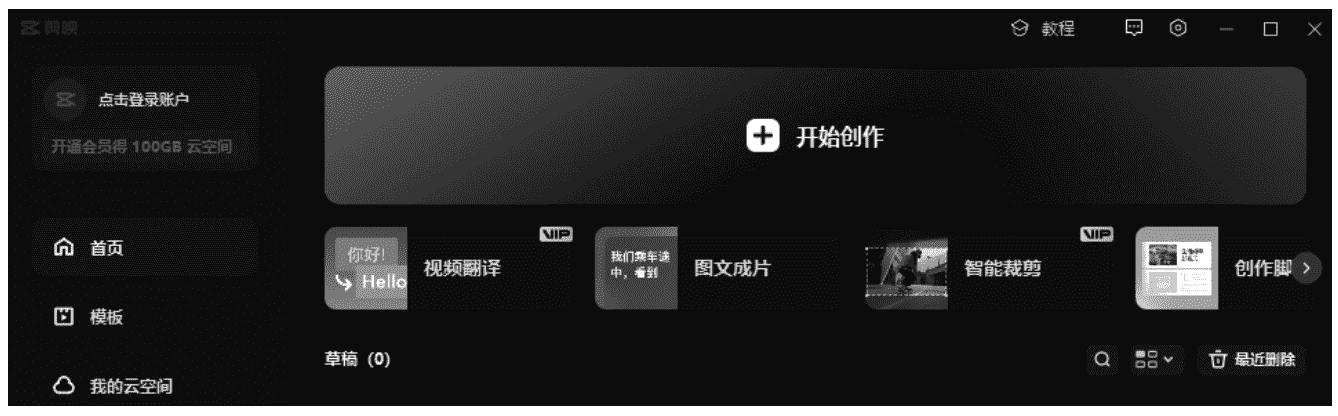 剪映
教程
点击登录账户
开通会员得 100GB 云空间
开始创作
首页
模板
我的云空间
你好!
Hello
视频翻译
VIP
我们乘车途
中，看到
图文成片
智能裁剪
VIP
创作脚
草稿（0）
最近删除